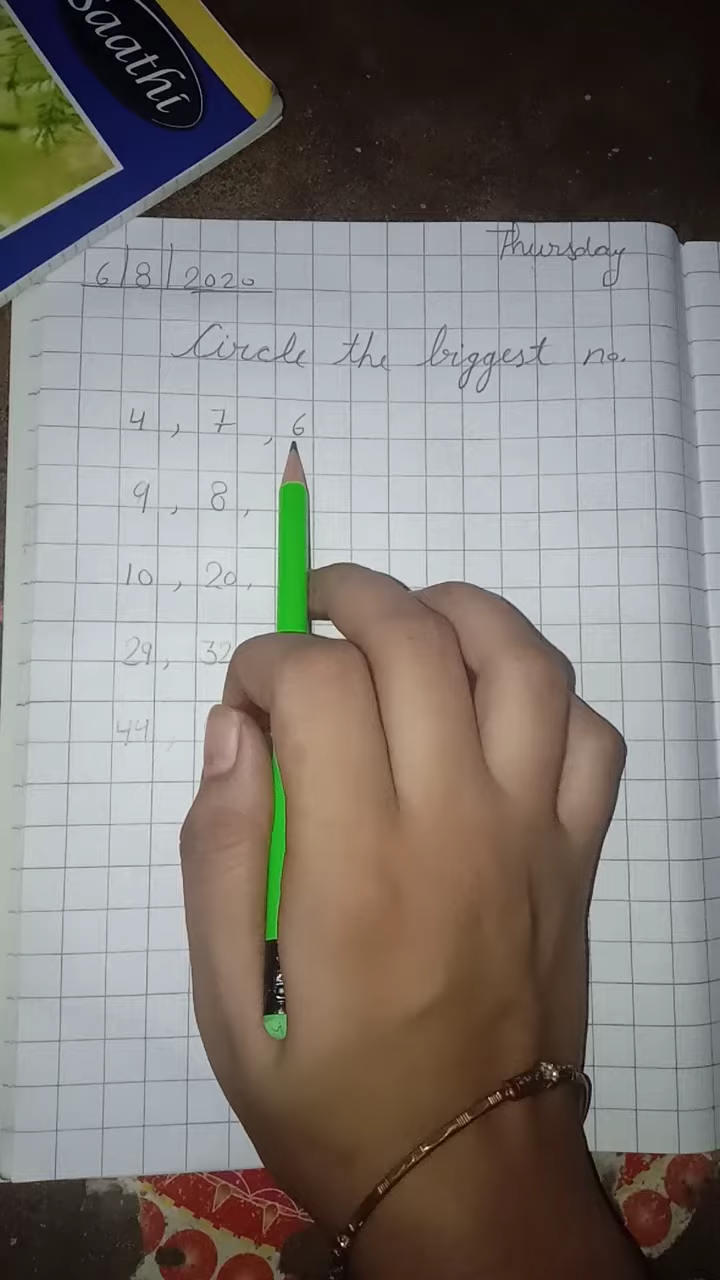 Saathi
Thursday
6/8/2020
Circle the biggest no.
4, 7, 6
9, 8,
10, 20,
29, 32
44,